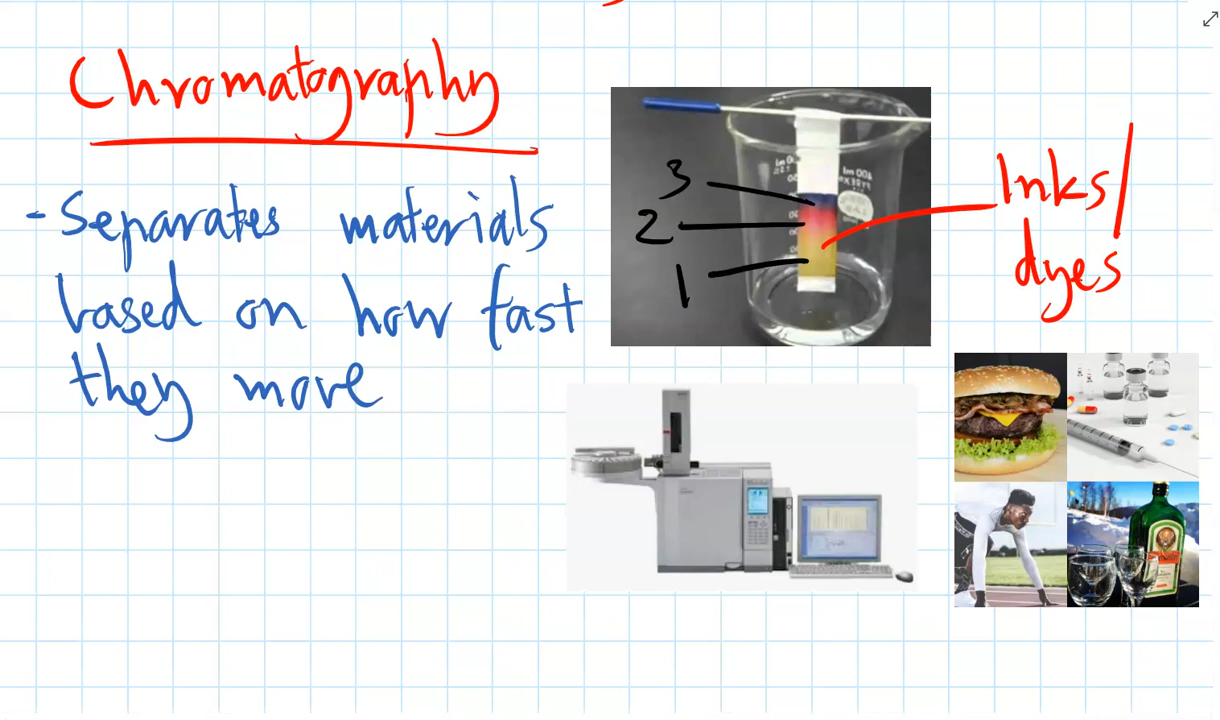 Chromatography
- Separates materials
based on how fast
they move
3
2
1
Inks/
dyes